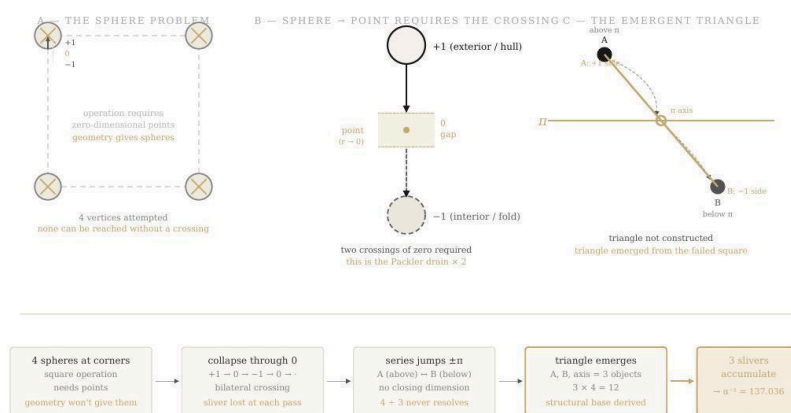 A — THE SPHERE PROBLEM
B — SPHERE → POINT REQUIRES THE CROSSING
C — THE EMERGENT TRIANGLE
+1
0
−1
operation requires
zero-dimensional points
geometry gives spheres
4 vertices attempted
none can be reached without a crossing
+1 (exterior / hull)
point
(r → 0)
0
gap
−1 (interior / fold)
two crossings of zero required
this is the Packler drain × 2
above π
A
A: +1 side
π axis
π
B: −1 side
B
below π
triangle not constructed
triangle emerged from the failed square
4 spheres at corners
square operation
needs points
geometry won't give them
collapse through 0
+1 → 0 → −1 → 0 → ·
bilateral crossing
sliver lost at each pass
series jumps ±π
A (above) ↔ B (below)
no closing dimension
4 ÷ 3 never resolves
triangle emerges
A, B, axis = 3 objects
3 × 4 = 12
structural base derived
3 slivers
accumulate
→ α⁻¹ = 137.036